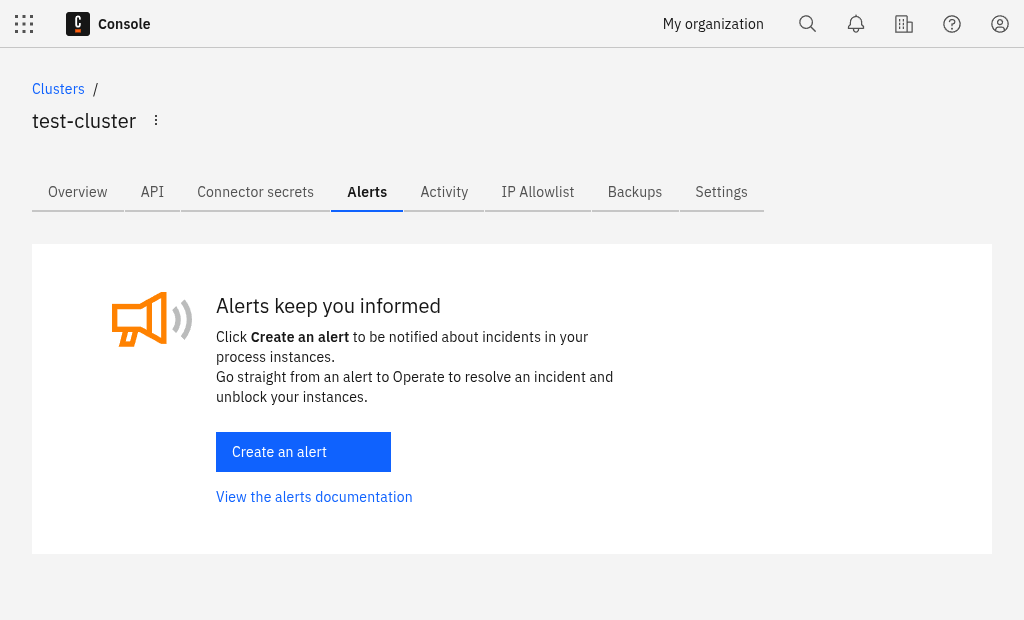 Console
My organization
Clusters /
test-cluster
Overview
API
Connector secrets
Alerts
Activity
IP Allowlist
Backups
Settings
Alerts keep you informed
Click Create an alert to be notified about incidents in your
process instances.
Go straight from an alert to Operate to resolve an incident and
unblock your instances.
Create an alert
View the alerts documentation